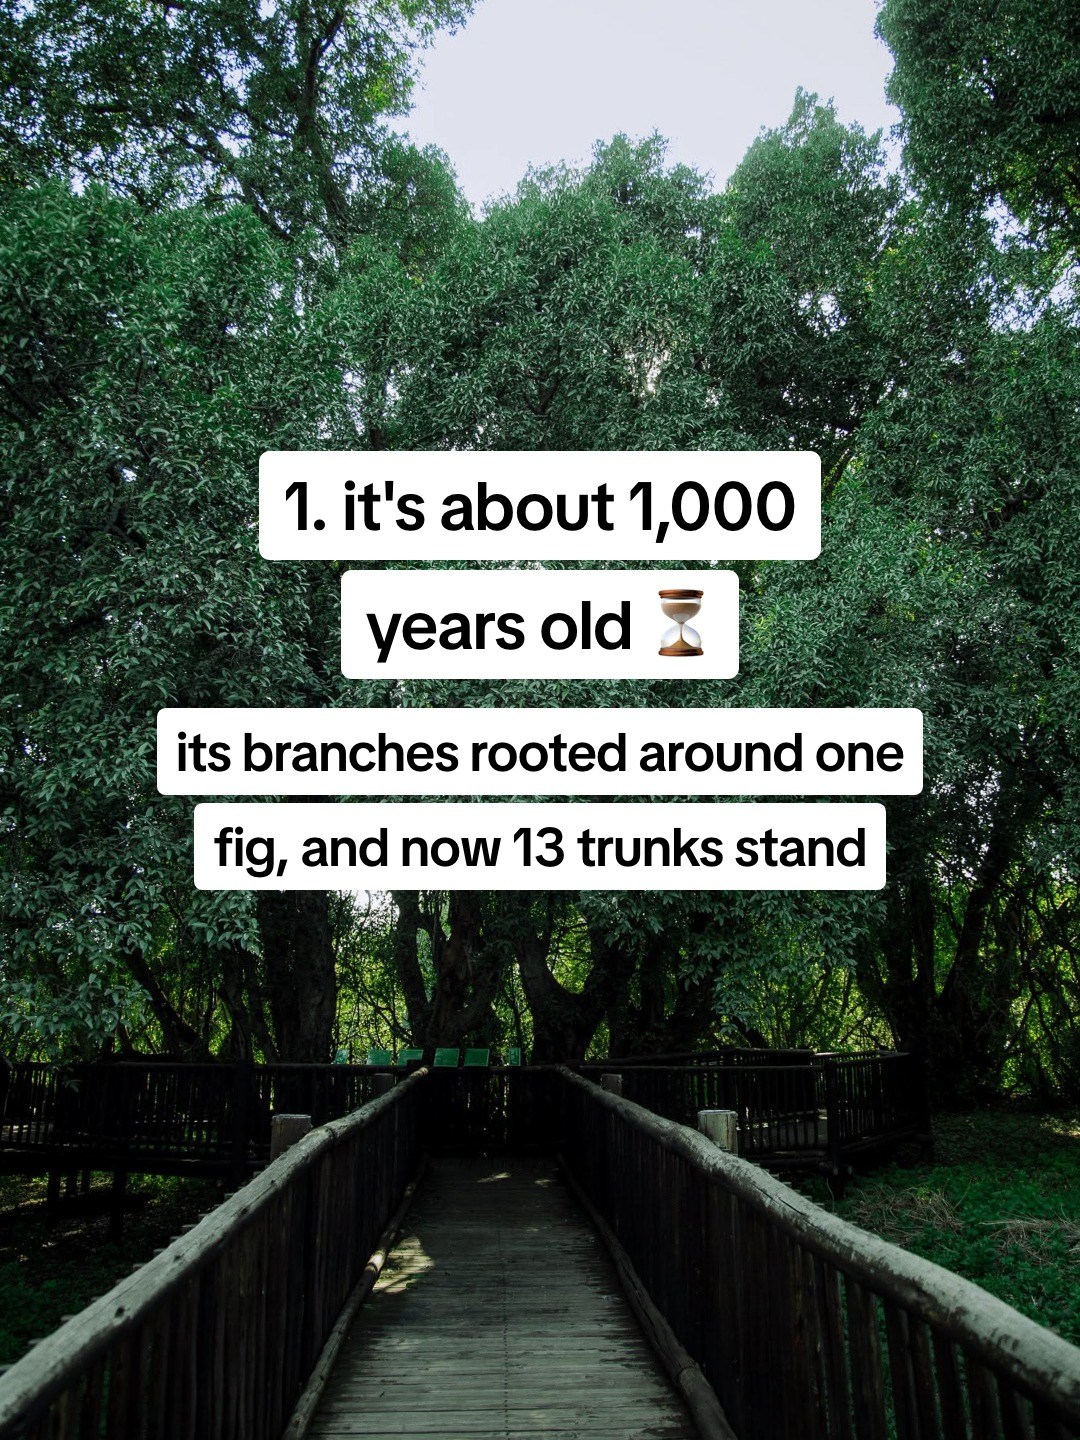 1. it's about 1,000
years old ⏳
its branches rooted around one
fig, and now 13 trunks stand